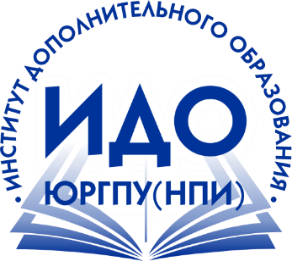 • ИНСТИТУТ ДОПОЛНИТЕЛЬНОГО ОБРАЗОВАНИЯ •
ИДО
ЮРГПУ(НПИ)